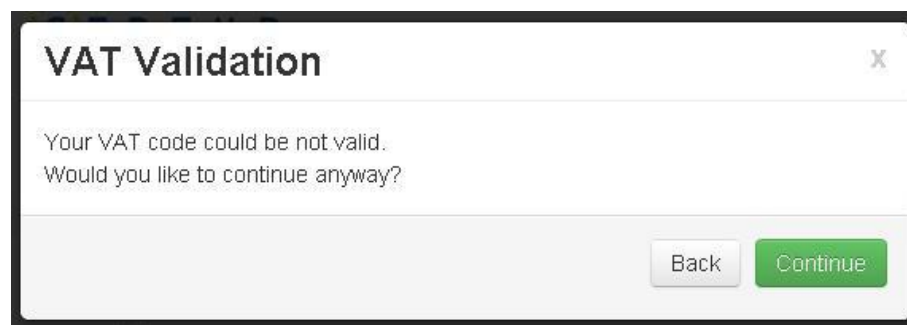 VAT Validation
x
Your VAT code could be not valid.
Would you like to continue anyway?
Back
Continue